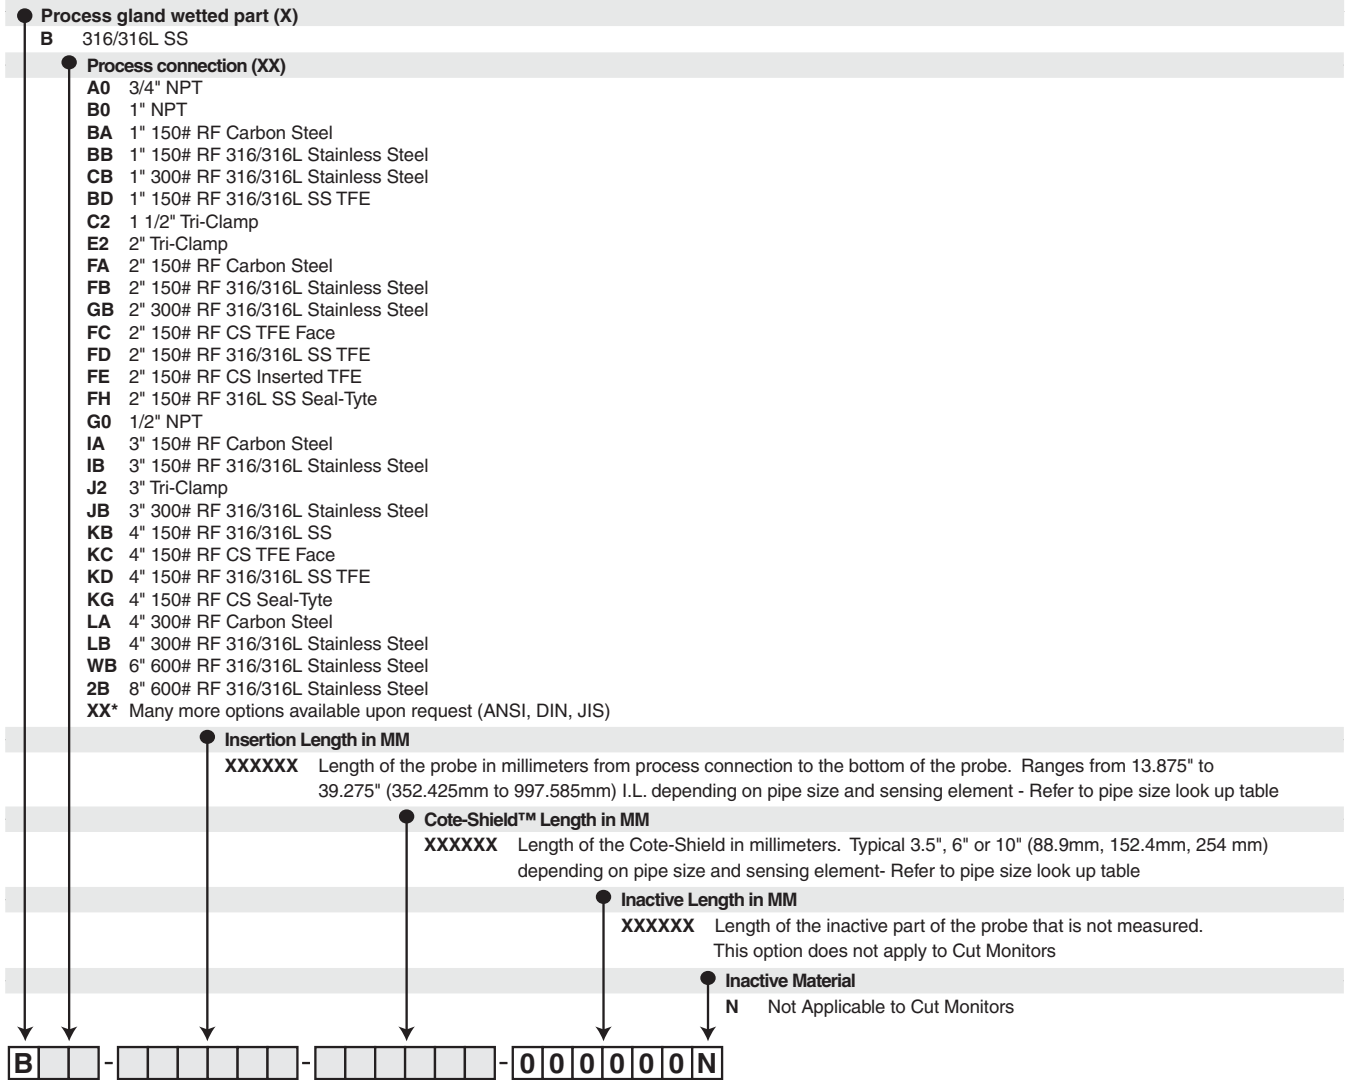 Process gland wetted part (X)
B 316/316L SS
Process connection (XX)
A0 3/4" NPT
B0 1" NPT
BA 1" 150# RF Carbon Steel
BB 1" 150# RF 316/316L Stainless Steel
CB 1" 300# RF 316/316L Stainless Steel
BD 1" 150# RF 316/316L SS TFE
C2 1 1/2" Tri-Clamp
E2 2" Tri-Clamp
FA 2" 150# RF Carbon Steel
FB 2" 150# RF 316/316L Stainless Steel
GB 2" 300# RF 316/316L Stainless Steel
FC 2" 150# RF CS TFE Face
FD 2" 150# RF 316/316L SS TFE
FE 2" 150# RF CS Inserted TFE
FH 2" 150# RF 316L SS Seal-Tyte
G0 1/2" NPT
IA 3" 150# RF Carbon Steel
IB 3" 150# RF 316/316L Stainless Steel
J2 3" Tri-Clamp
JB 3" 300# RF 316/316L Stainless Steel
KB 4" 150# RF 316/316L SS
KC 4" 150# RF CS TFE Face
KD 4" 150# RF 316/316L SS TFE
KG 4" 150# RF CS Seal-Tyte
LA 4" 300# RF Carbon Steel
LB 4" 300# RF 316/316L Stainless Steel
WB 6" 600# RF 316/316L Stainless Steel
2B 8" 600# RF 316/316L Stainless Steel
XX* Many more options available upon request (ANSI, DIN, JIS)
Insertion Length in MM
XXXXXX Length of the probe in millimeters from process connection to the bottom of the probe. Ranges from 13.875" to
39.275" (352.425mm to 997.585mm) I.L. depending on pipe size and sensing element - Refer to pipe size look up table
Cote-Shield™ Length in MM
XXXXXX Length of the Cote-Shield in millimeters. Typical 3.5", 6" or 10" (88.9mm, 152.4mm, 254 mm)
depending on pipe size and sensing element- Refer to pipe size look up table
Inactive Length in MM
XXXXXX Length of the inactive part of the probe that is not measured.
This option does not apply to Cut Monitors
Inactive Material
N Not Applicable to Cut Monitors
B - - - 0 0 0 0 0 0 N